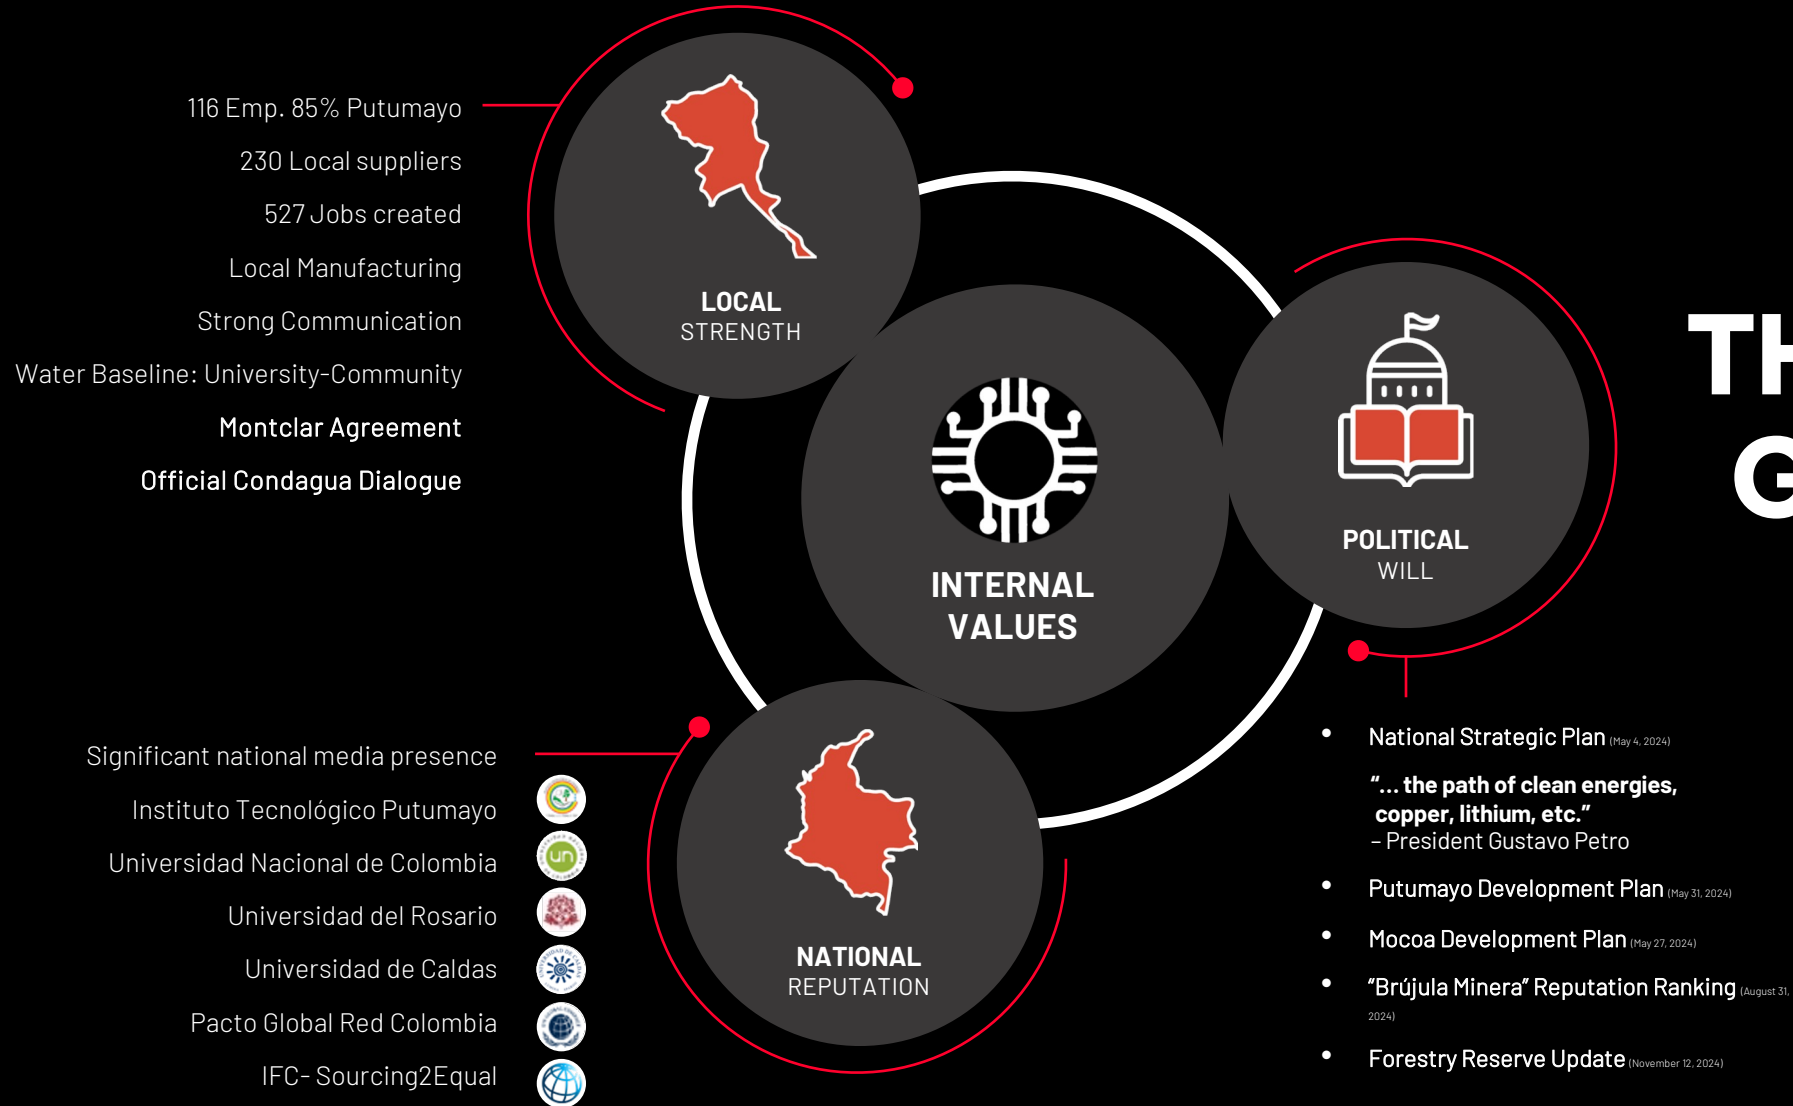 116 Emp. 85% Putumayo
230 Local suppliers
527 Jobs created
Local Manufacturing
Strong Communication
Water Baseline: University-Community
Montclar Agreement
Official Condagua Dialogue
LOCAL
STRENGTH
INTERNAL
VALUES
POLITICAL
WILL
TH
G
Significant national media presence
Instituto Tecnológico Putumayo
Universidad Nacional de Colombia
Universidad del Rosario
Universidad de Caldas
Pacto Global Red Colombia
IFC- Sourcing2Equal
un
NATIONAL
REPUTATION
• National Strategic Plan (May 4, 2024)
“... the path of clean energies,
copper, lithium, etc.”
– President Gustavo Petro
• Putumayo Development Plan (May 31, 2024)
• Mocoa Development Plan (May 27, 2024)
• “Brújula Minera” Reputation Ranking (August 31,
2024)
• Forestry Reserve Update (November 12, 2024)